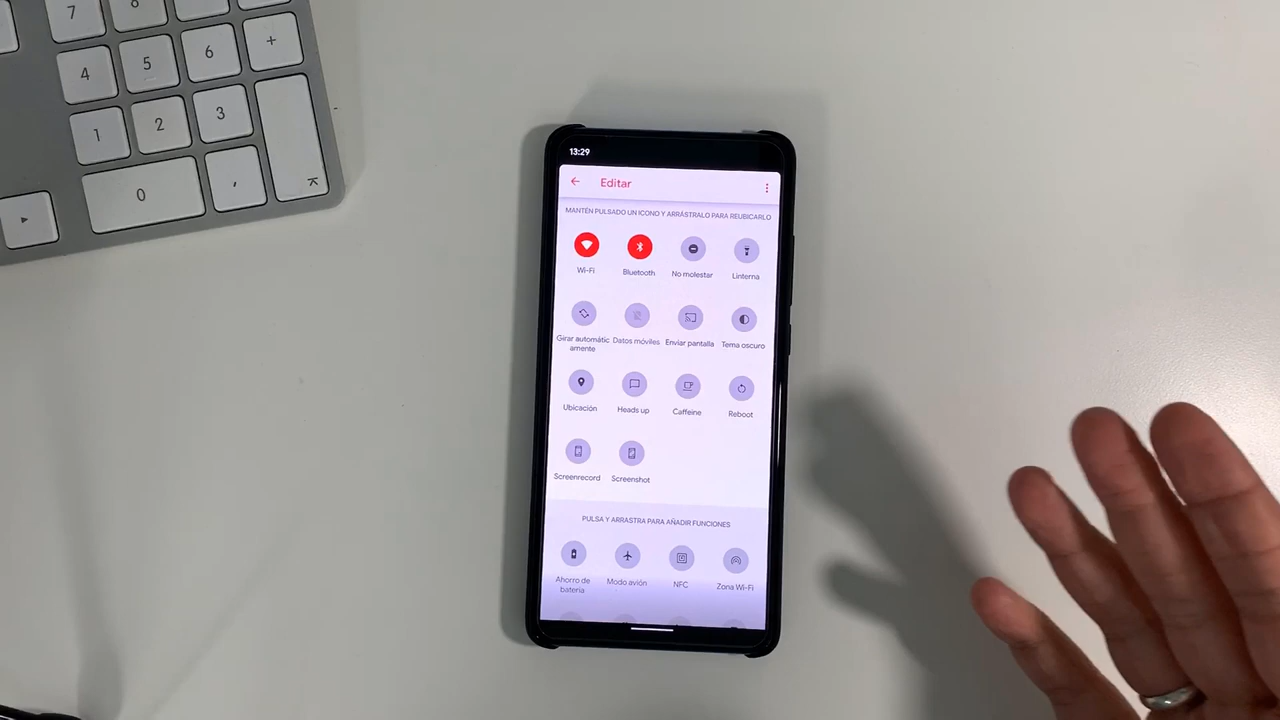 7
8
4
5
6
+
1
2
3
0
,
13:29
Editar
MANTÉN PULSADO UN ICONO Y ARRÁSTRALO PARA REUBICARLO
Wi-Fi
Bluetooth
No molestar
Linterna
Girar automátic
amente
Datos móviles
Enviar pantalla
Tema oscuro
Ubicación
Heads up
Caffeine
Reboot
Screenrecord
Screenshot
PULSA Y ARRASTRA PARA AÑADIR FUNCIONES
Ahorro de
batería
Modo avión
NFC
Zona Wi-Fi